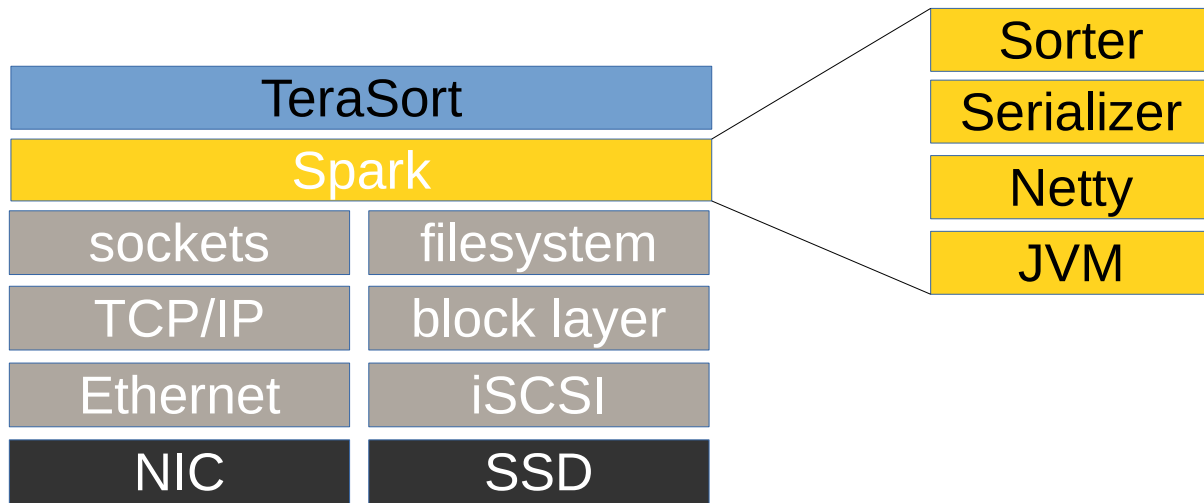 TeraSort
Spark
sockets
filesystem
TCP/IP
block layer
Ethernet
iSCSI
NIC
SSD
Sorter
Serializer
Netty
JVM